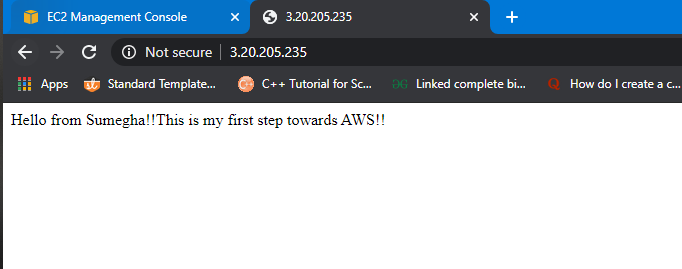 EC2 Management Console
3.20.205.235
Not secure | 3.20.205.235
Apps
Standard Template...
C++ Tutorial for Sc...
Linked complete bi...
How do I create a c...
Hello from Sumegha!!This is my first step towards AWS!!